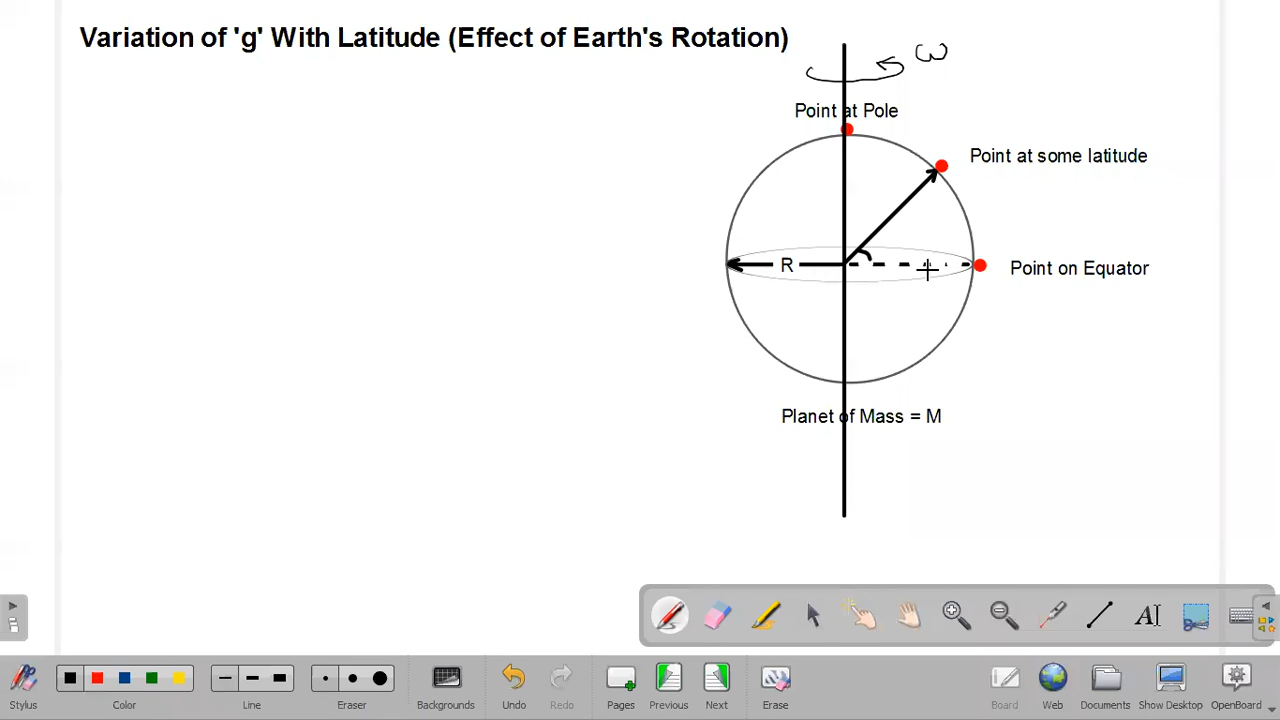 Variation of 'g' With Latitude (Effect of Earth's Rotation)
ω
Point at Pole
Point at some latitude
R
Point on Equator
Planet of Mass = M
AI
Stylus
Color
Line
Eraser
Backgrounds
Undo
Redo
Pages
Previous
Next
Erase
Board
Web
Documents
Show Desktop
OpenBoard